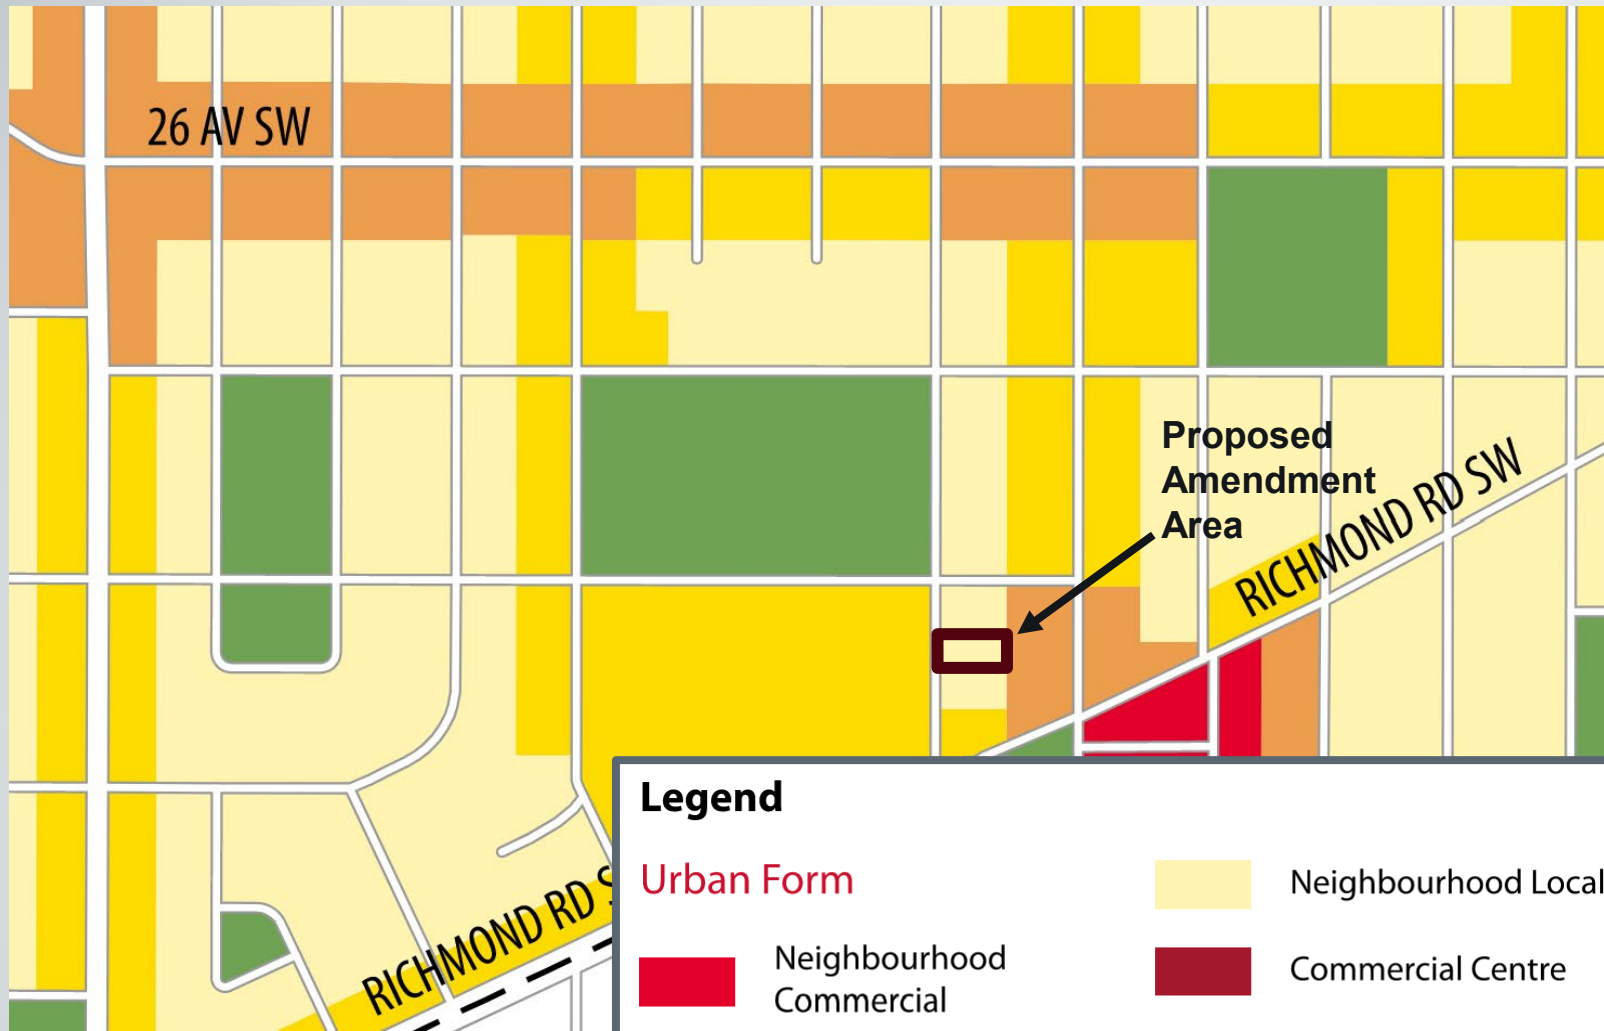 26 AV SW
Proposed
Amendment
Area
RICHMOND RD SW
RICHMOND RD S
Legend
Urban Form
Neighbourhood Local
Neighbourhood
Commercial
Commercial Centre